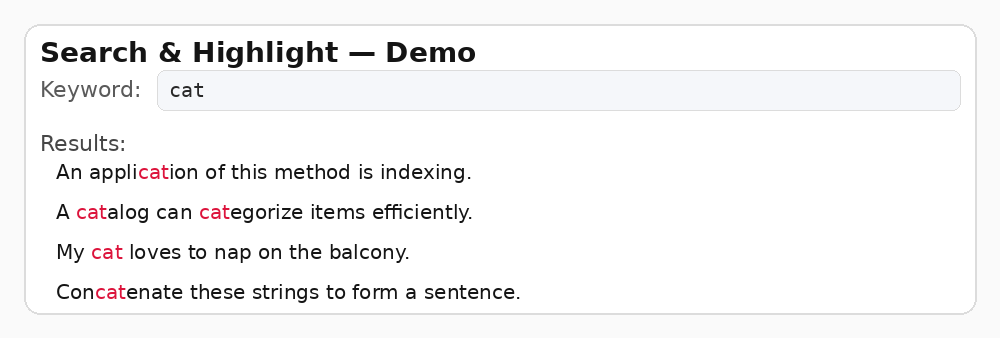 Search & Highlight — Demo
Keyword: cat
Results:
An application of this method is indexing.
A catalog can categorize items efficiently.
My cat loves to nap on the balcony.
Concatenate these strings to form a sentence.